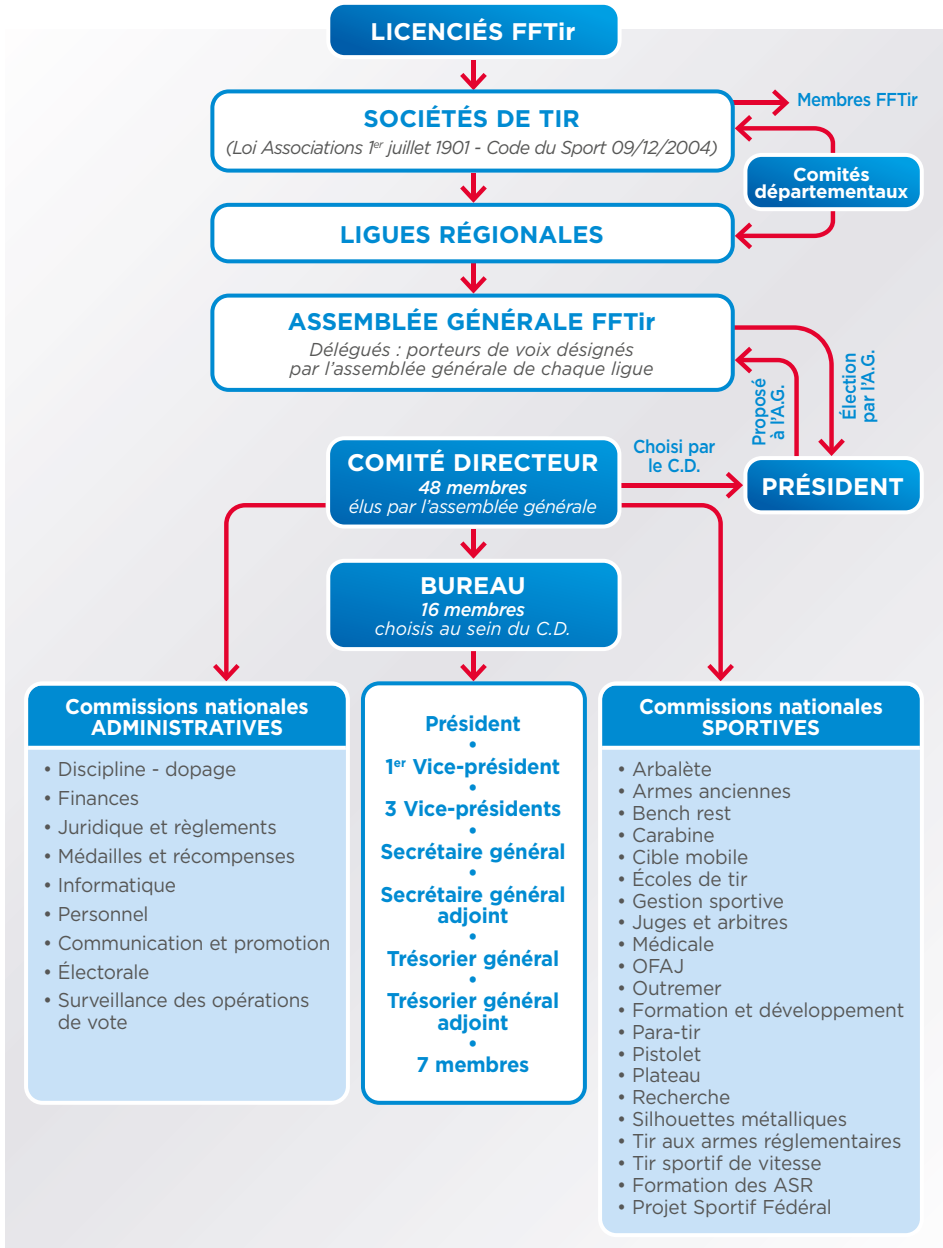 LICENCIÉS FFTir
SOCIÉTÉS DE TIR
(Loi Associations 1er juillet 1901 - Code du Sport 09/12/2004)
Membres FFTir
Comités
départementaux
LIGUES RÉGIONALES
ASSEMBLÉE GÉNÉRALE FFTir
Délégués : porteurs de voix désignés
par l'assemblée générale de chaque ligue
Proposé
à l'A.G.
Élection
par l'A.G.
COMITÉ DIRECTEUR
48 membres
élus par l'assemblée générale
Choisi par
le C.D.
PRÉSIDENT
BUREAU
16 membres
choisis au sein du C.D.
Commissions nationales
ADMINISTRATIVES
• Discipline - dopage
• Finances
• Juridique et règlements
• Médailles et récompenses
• Informatique
• Personnel
• Communication et promotion
• Électorale
• Surveillance des opérations
de vote
Président
•
1er Vice-président
•
3 Vice-présidents
•
Secrétaire général
•
Secrétaire général
adjoint
•
Trésorier général
•
Trésorier général
adjoint
•
7 membres
Commissions nationales
SPORTIVES
• Arbalète
• Armes anciennes
• Bench rest
• Carabine
• Cible mobile
• Écoles de tir
• Gestion sportive
• Juges et arbitres
• Médicale
• OFAJ
• Outremer
• Formation et développement
• Para-tir
• Pistolet
• Plateau
• Recherche
• Silhouettes métalliques
• Tir aux armes réglementaires
• Tir sportif de vitesse
• Formation des ASR
• Projet Sportif Fédéral